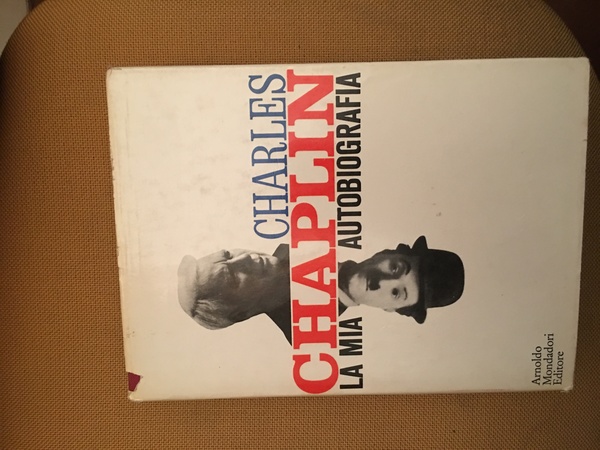 CHARLES
CHAPLIN
LA MIA AUTOBIOGRAFIA
Arnoldo
Mondadori
Editore